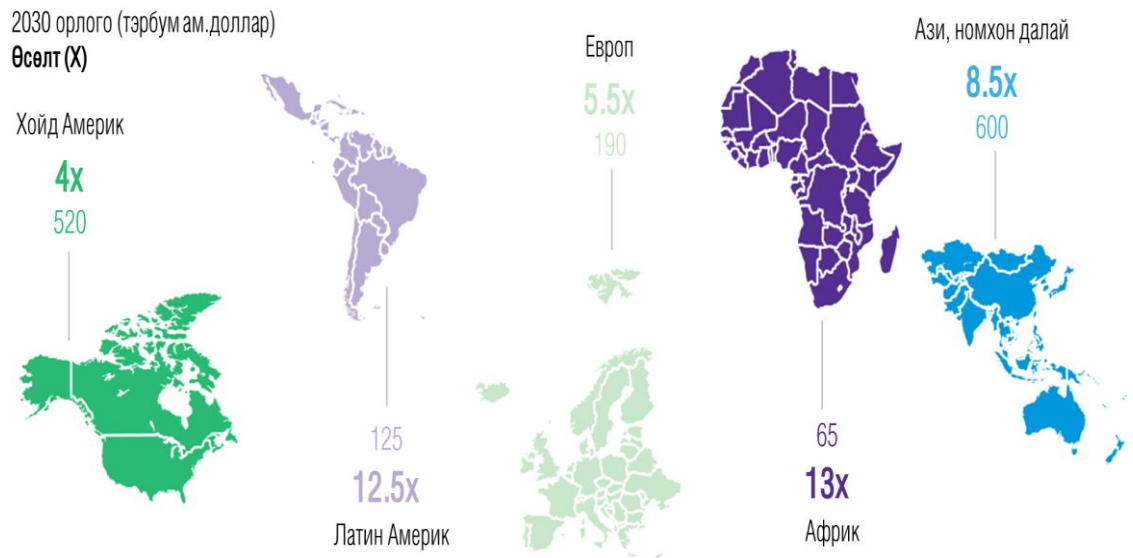 2030 орлого (тэрбум ам.доллар)
Өсөлт (X)
Хойд Америк
4x
520
125
12.5x
Латин Америк
Европ
5.5x
190
65
13x
Африк
Ази, номхон далай
8.5x
600